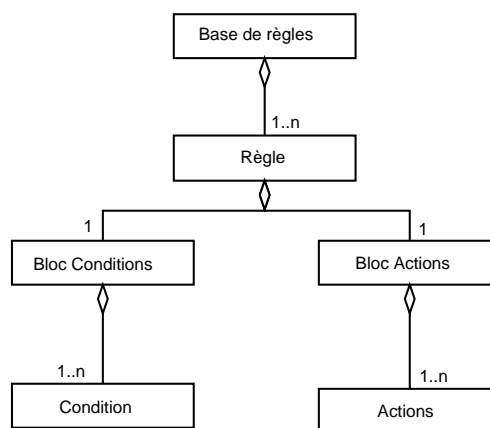 Base de règles
1..n
Règle
1
1
Bloc Conditions
Bloc Actions
1..n
1..n
Condition
Actions